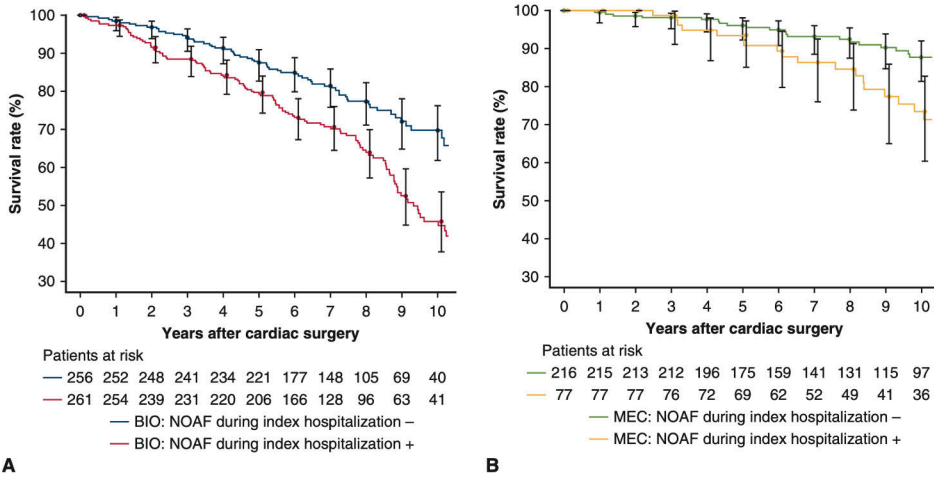 100
90
80
70
60
50
40
30
Survival rate (%)
0 1 2 3 4 5 6 7 8 9 10
Years after cardiac surgery
Patients at risk
256 252 248 241 234 221 177 148 105 69 40
261 254 239 231 220 206 166 128 96 63 41
BIO: NOAF during index hospitalization –
BIO: NOAF during index hospitalization +
A
100
90
80
70
60
50
40
30
Survival rate (%)
0 1 2 3 4 5 6 7 8 9 10
Years after cardiac surgery
Patients at risk
216 215 213 212 196 175 159 141 131 115 97
77 77 77 76 72 69 62 52 49 41 36
MEC: NOAF during index hospitalization –
MEC: NOAF during index hospitalization +
B